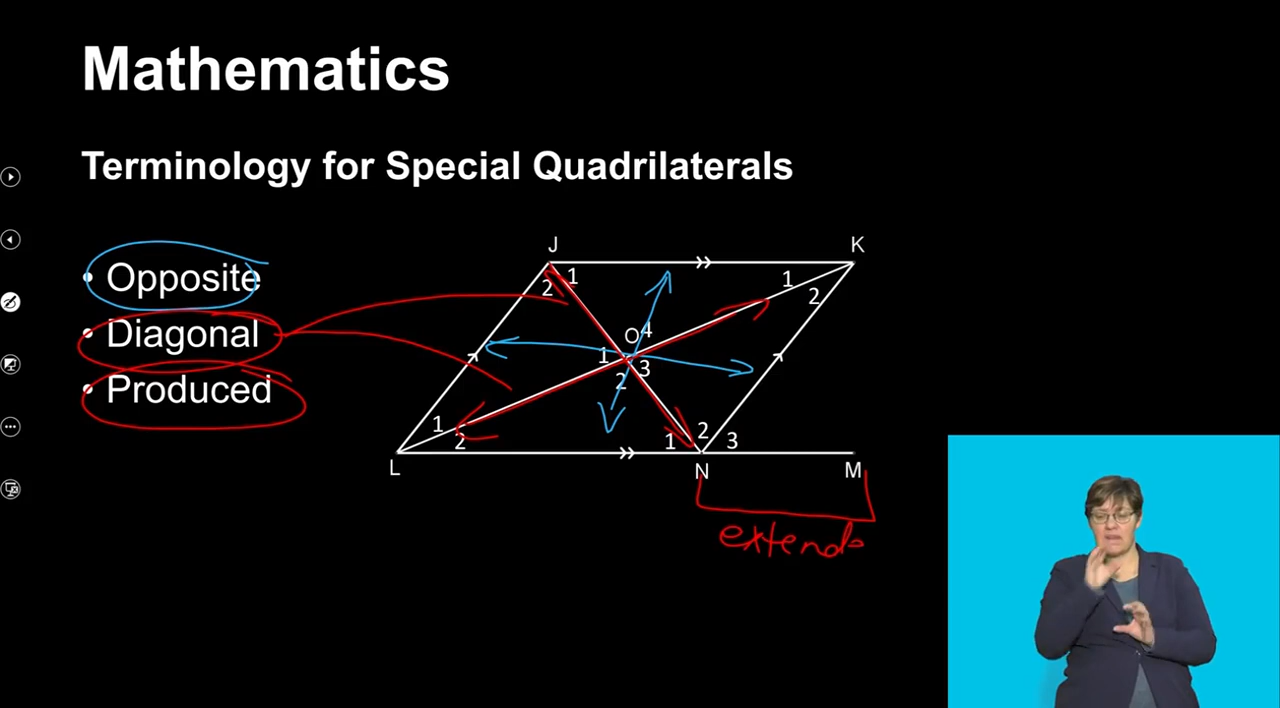 Mathematics
Terminology for Special Quadrilaterals
• Opposite
• Diagonal
• Produced
J K
1 1
2 2
O 4
1 3
2
1 2
2 1 3
L N M
extend